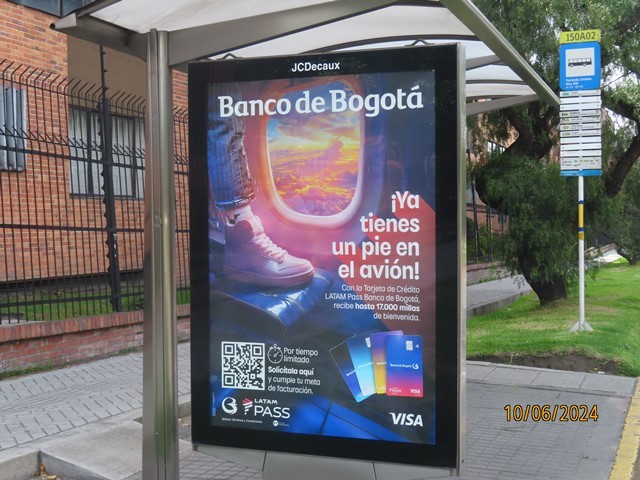 JCDecaux
Banco de Bogotá
¡Ya
tienes
un pie en
el avión!
Con la Tarjeta de Crédito
LATAM Pass Banco de Bogotá,
recibe hasta 17.000 millas
de bienvenida.
Por tiempo
limitado
Solicítala aquí
y cumple tu meta
de facturación.
LATAM
PASS
VISA
150A02
10/06/2024